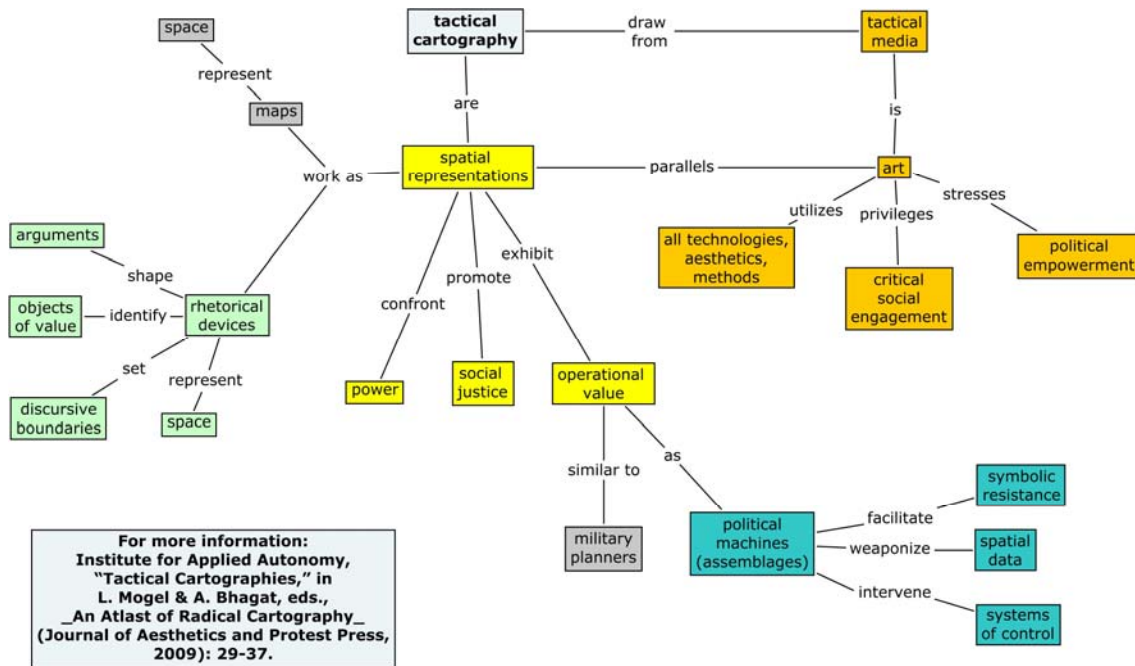 tactical
cartography
draw
from
tactical
media
space
represent
maps
are
is
work as
spatial
representations
parallels
art
utilizes
privileges
stresses
all technologies,
aesthetics,
methods
critical
social
engagement
political
empowerment
arguments
shape
objects
of value
identify
rhetorical
devices
set
discursive
boundaries
represent
space
confront
promote
exhibit
power
social
justice
operational
value
similar to
as
military
planners
political
machines
(assemblages)
facilitate
symbolic
resistance
weaponize
spatial
data
intervene
systems
of control
For more information:
Institute for Applied Autonomy,
“Tactical Cartographies,” in
L. Mogel & A. Bhagat, eds.,
_An Atlast of Radical Cartography_
(Journal of Aesthetics and Protest Press,
2009): 29-37.